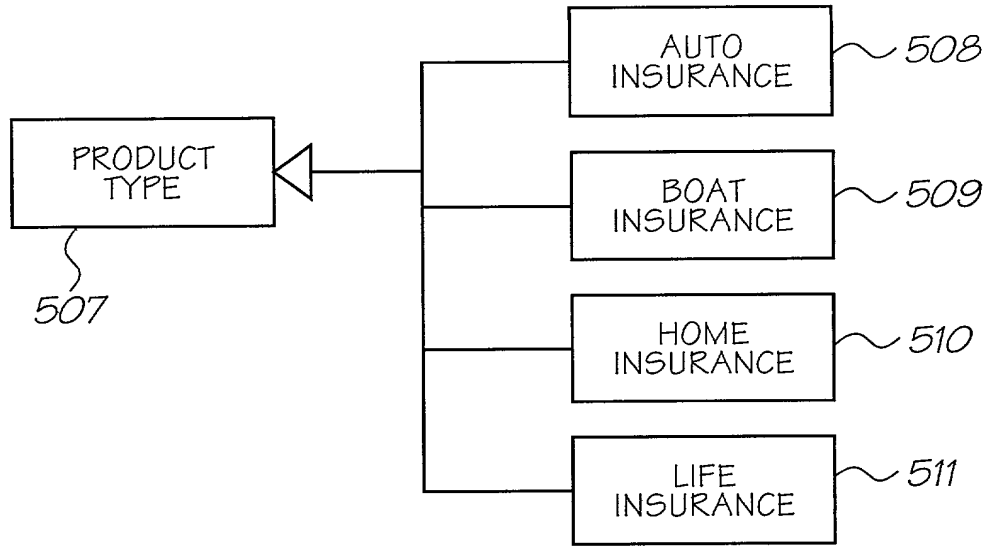 PRODUCT
TYPE
507
AUTO
INSURANCE
508
BOAT
INSURANCE
509
HOME
INSURANCE
510
LIFE
INSURANCE
511